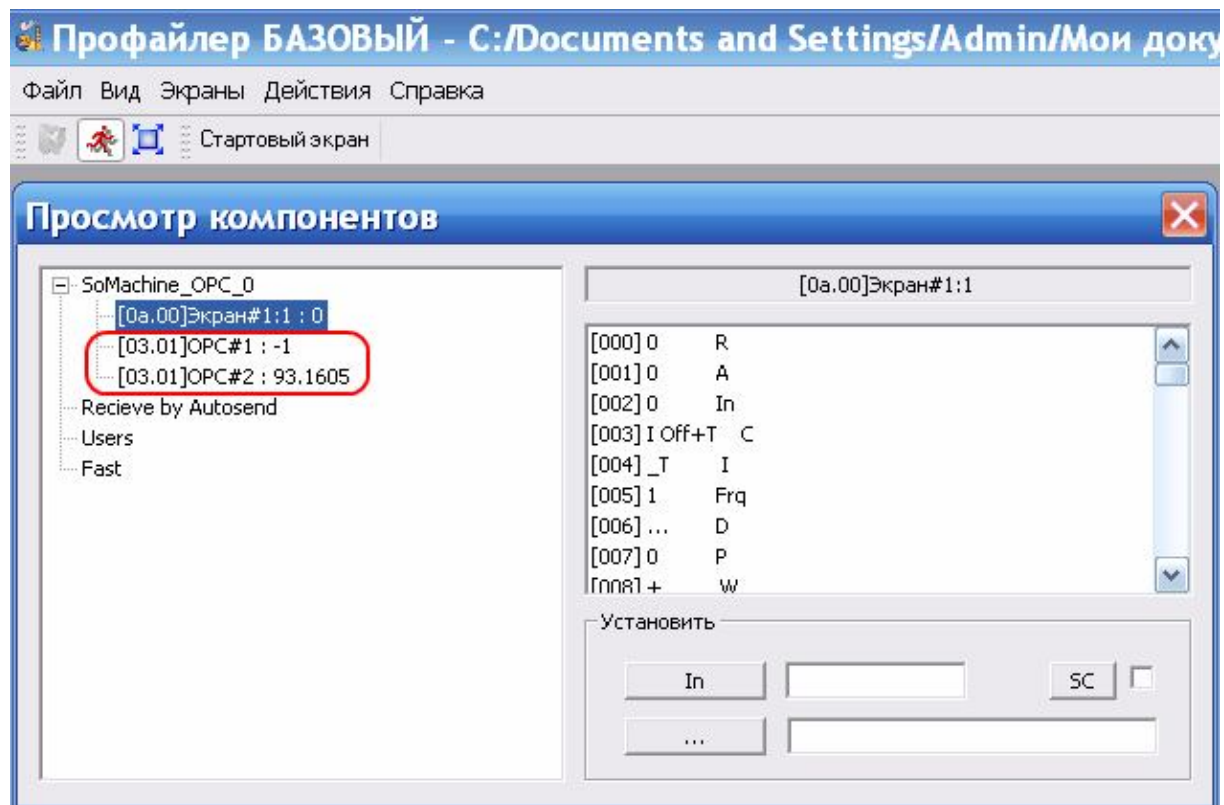 Профайлер БАЗОВЫЙ - C:/Documents and Settings/Admin/Мои доку
Файл Вид Экраны Действия Справка
Стартовый экран
Просмотр компонентов
SoMachine_OPC_0
[0a.00]Экран#1:1 : 0
[03.01]OPC#1 : -1
[03.01]OPC#2 : 93.1605
Recieve by Autosend
Users
Fast
[0a.00]Экран#1:1
[000] 0 R
[001] 0 A
[002] 0 In
[003] I Off+T C
[004] _T I
[005] 1 Frq
[006] ... D
[007] 0 P
[008] + W
Установить
In
SC
...